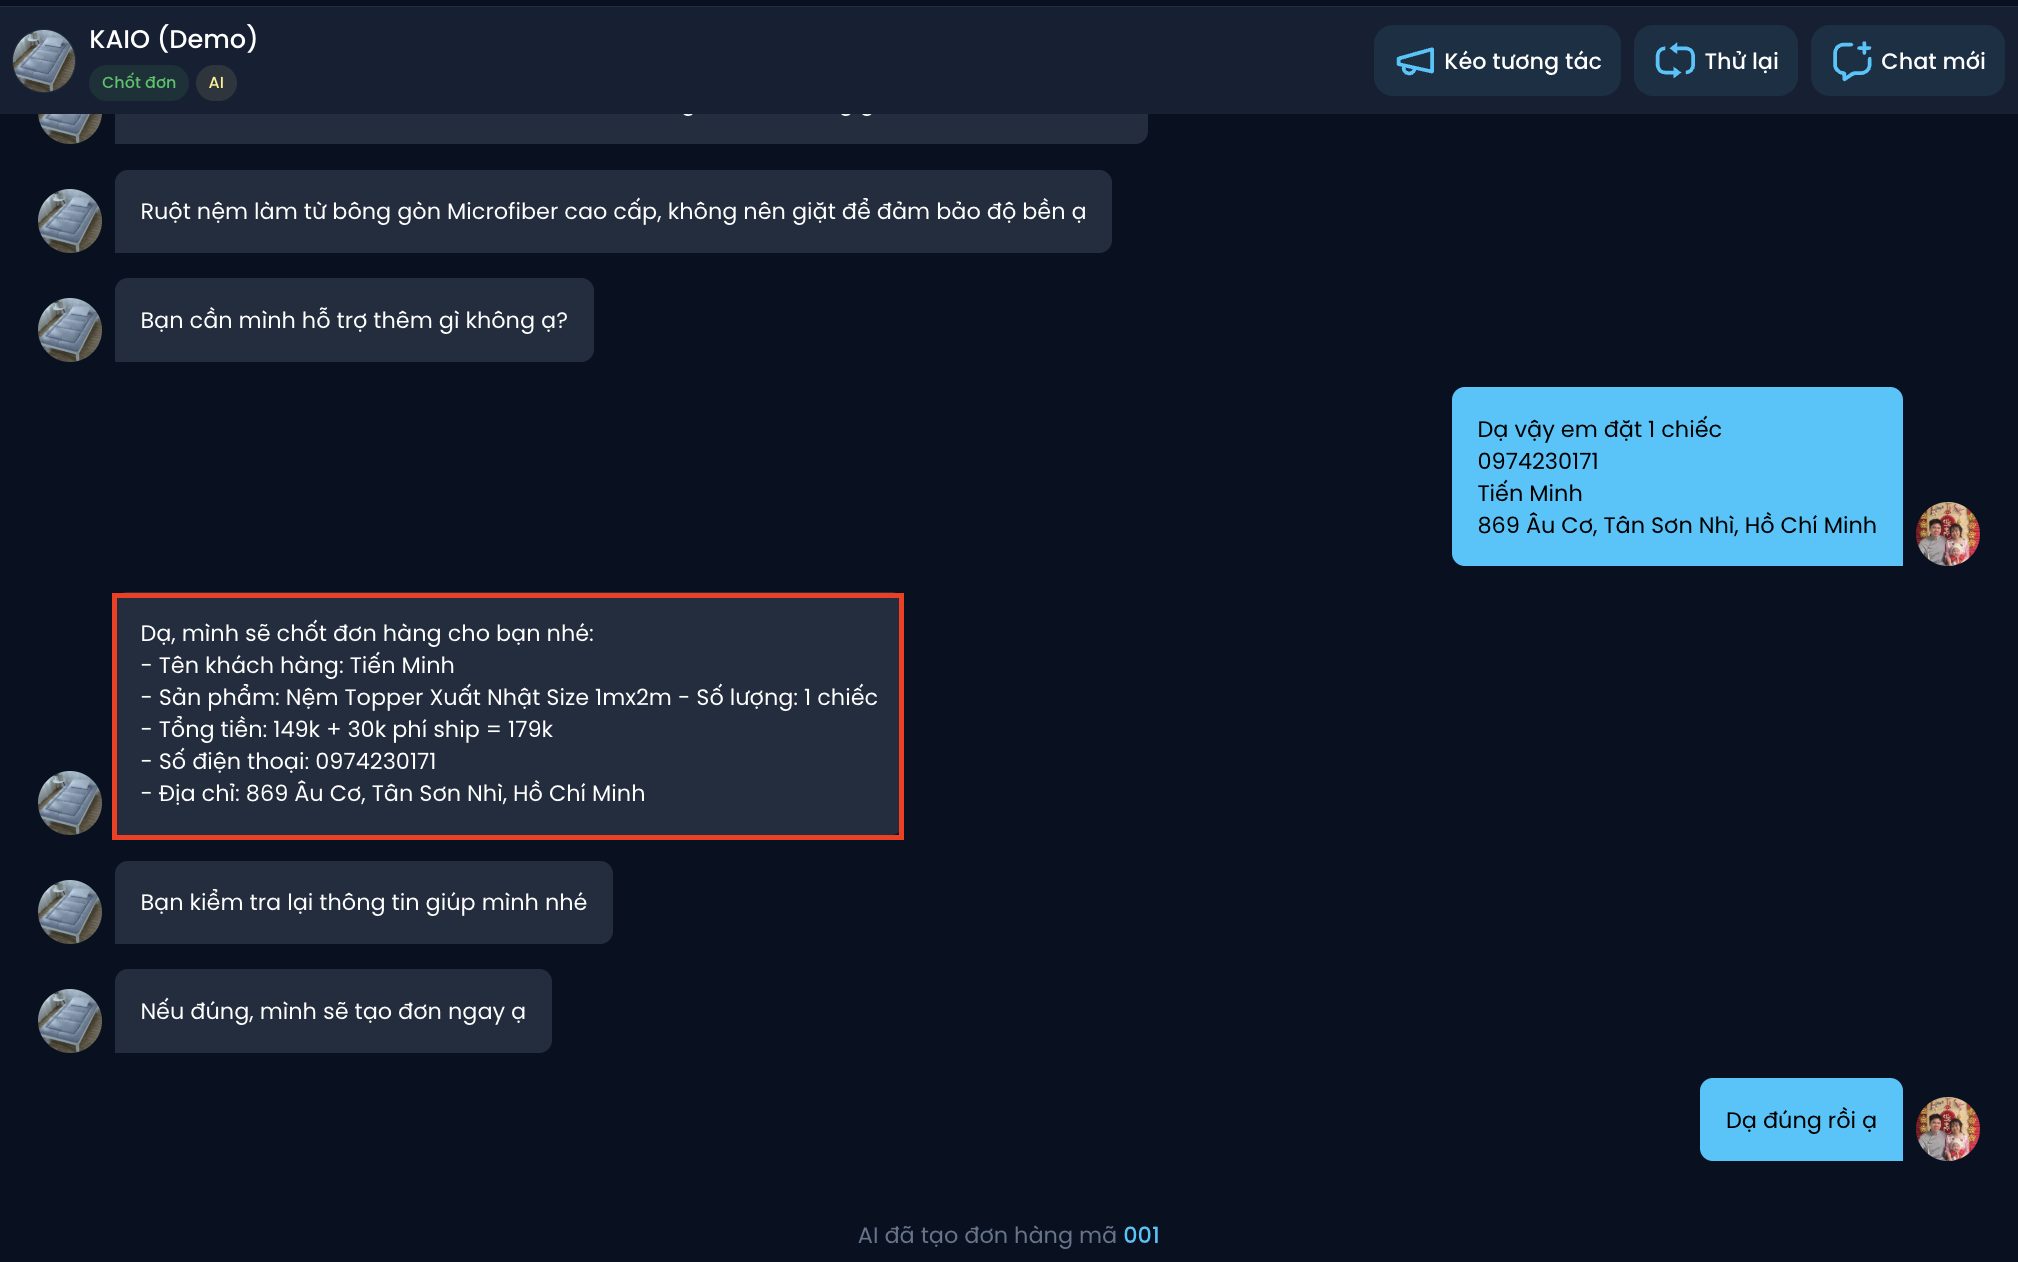 KAIO (Demo)
Chốt đơn
AI
Kéo tương tác
Thử lại
Chat mới
Ruột nệm làm từ bông gòn Microfiber cao cấp, không nên giặt để đảm bảo độ bền ạ
Bạn cần mình hỗ trợ thêm gì không ạ?
Dạ vậy em đặt 1 chiếc
0974230171
Tiến Minh
869 Âu Cơ, Tân Sơn Nhì, Hồ Chí Minh
Dạ, mình sẽ chốt đơn hàng cho bạn nhé:
- Tên khách hàng: Tiến Minh
- Sản phẩm: Nệm Topper Xuất Nhật Size 1mx2m - Số lượng: 1 chiếc
- Tổng tiền: 149k + 30k phí ship = 179k
- Số điện thoại: 0974230171
- Địa chỉ: 869 Âu Cơ, Tân Sơn Nhì, Hồ Chí Minh
Bạn kiểm tra lại thông tin giúp mình nhé
Nếu đúng, mình sẽ tạo đơn ngay ạ
Dạ đúng rồi ạ
AI đã tạo đơn hàng mã 001